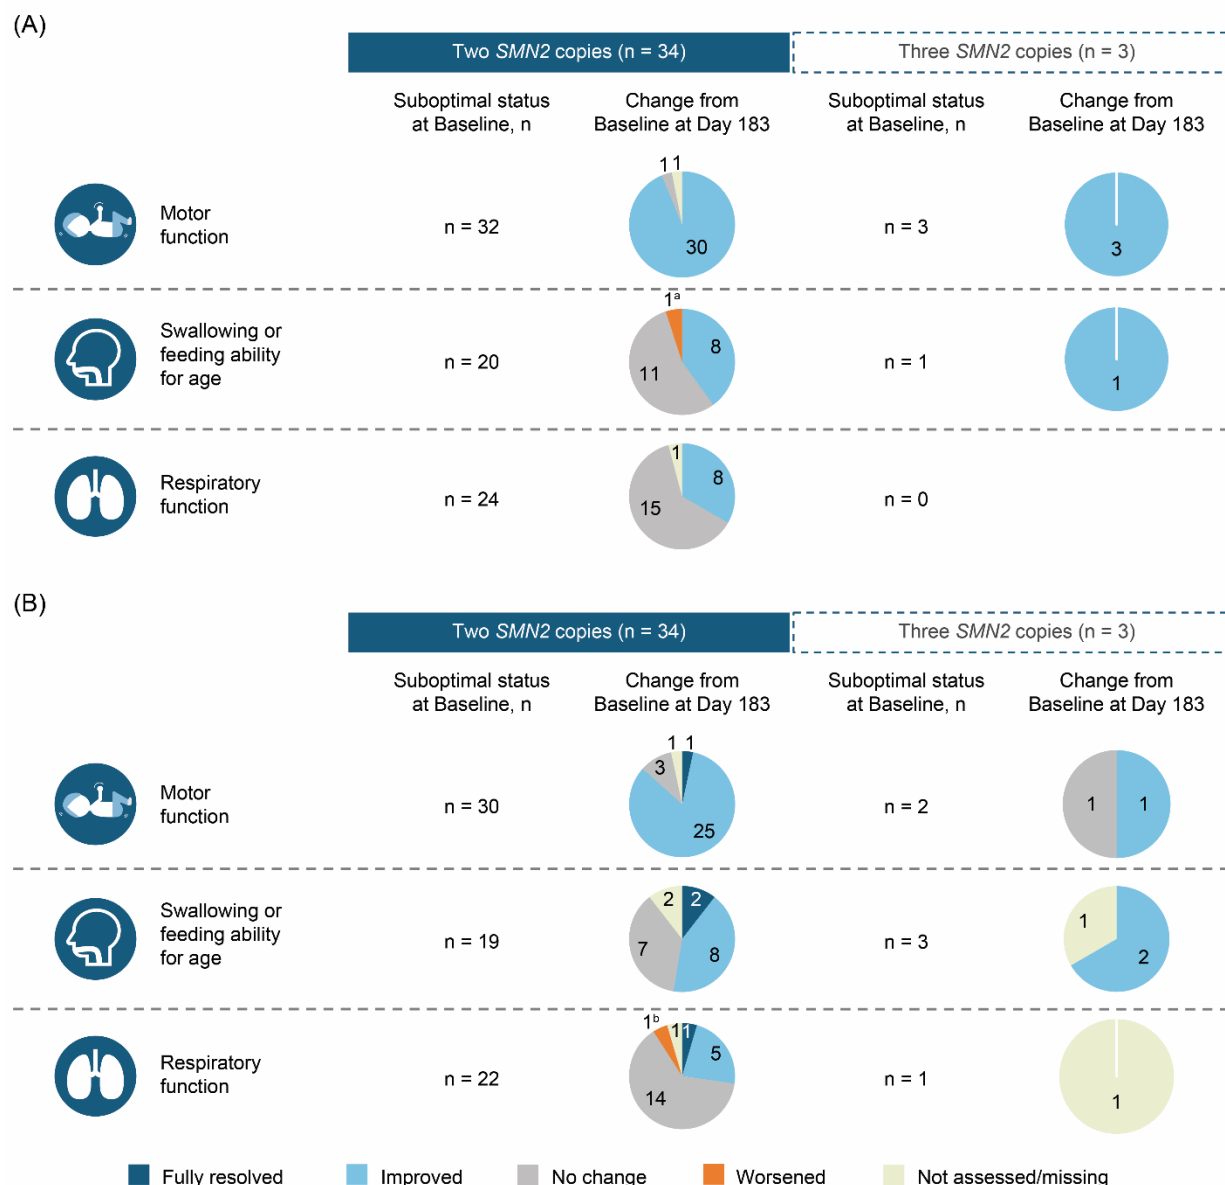 (A)
Two SMN2 copies (n = 34)
Three SMN2 copies (n = 3)
Suboptimal status
at Baseline, n
Change from
Baseline at Day 183
Suboptimal status
at Baseline, n
Change from
Baseline at Day 183
Motor
function
n = 32
1 1
30
n = 3
3
Swallowing or
feeding ability
for age
n = 20
1ᵃ
8
11
n = 1
1
Respiratory
function
n = 24
1
8
15
n = 0
(B)
Two SMN2 copies (n = 34)
Three SMN2 copies (n = 3)
Suboptimal status
at Baseline, n
Change from
Baseline at Day 183
Suboptimal status
at Baseline, n
Change from
Baseline at Day 183
Motor
function
n = 30
1 1
3
25
n = 2
1 1
Swallowing or
feeding ability
for age
n = 19
2 2
7 8
n = 3
1
2
Respiratory
function
n = 22
1ᵇ 1 1
5
14
n = 1
1
Fully resolved
Improved
No change
Worsened
Not assessed/missing